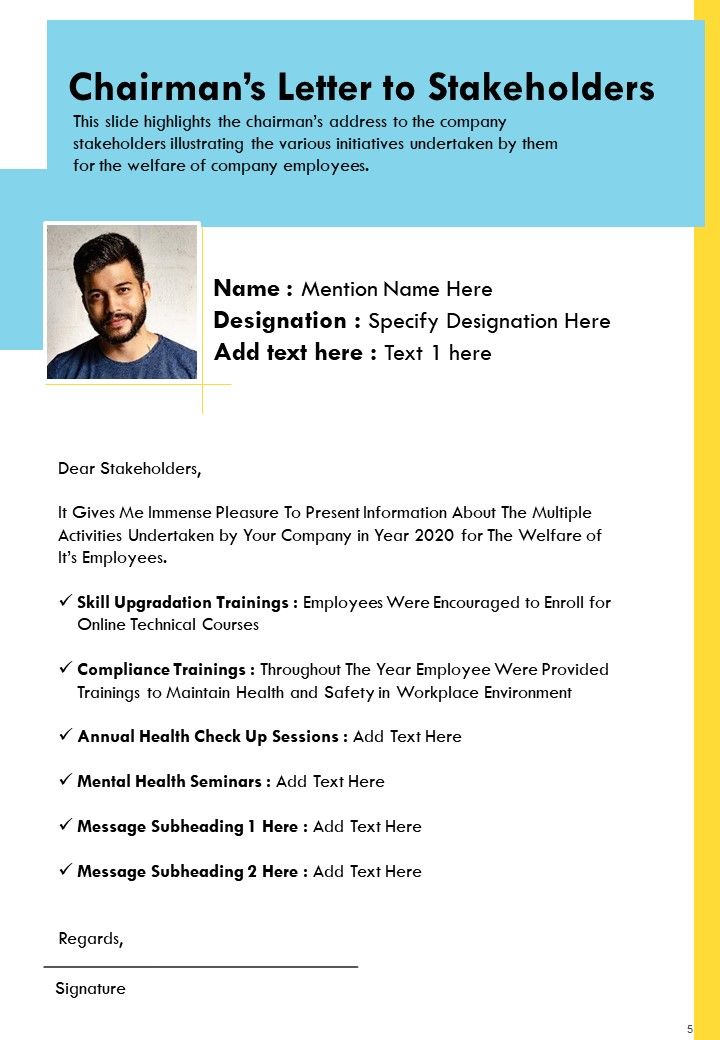 Chairman's Letter to Stakeholders
This slide highlights the chairman's address to the company
stakeholders illustrating the various initiatives undertaken by them
for the welfare of company employees.
Name : Mention Name Here
Designation : Specify Designation Here
Add text here : Text 1 here
Dear Stakeholders,
It Gives Me Immense Pleasure To Present Information About The Multiple
Activities Undertaken by Your Company in Year 2020 for The Welfare of
It's Employees.
✓ Skill Upgradation Trainings : Employees Were Encouraged to Enroll for
Online Technical Courses
✓ Compliance Trainings : Throughout The Year Employee Were Provided
Trainings to Maintain Health and Safety in Workplace Environment
✓ Annual Health Check Up Sessions : Add Text Here
✓ Mental Health Seminars : Add Text Here
✓ Message Subheading 1 Here : Add Text Here
✓ Message Subheading 2 Here : Add Text Here
Regards,
Signature
5